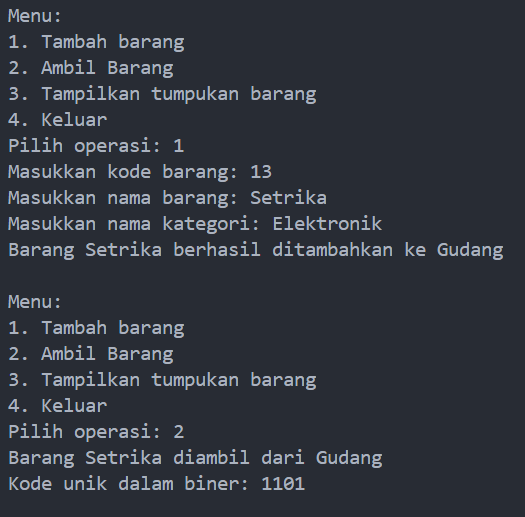 Menu:
1. Tambah barang
2. Ambil Barang
3. Tampilkan tumpukan barang
4. Keluar
Pilih operasi: 1
Masukkan kode barang: 13
Masukkan nama barang: Setrika
Masukkan nama kategori: Elektronik
Barang Setrika berhasil ditambahkan ke Gudang

Menu:
1. Tambah barang
2. Ambil Barang
3. Tampilkan tumpukan barang
4. Keluar
Pilih operasi: 2
Barang Setrika diambil dari Gudang
Kode unik dalam biner: 1101